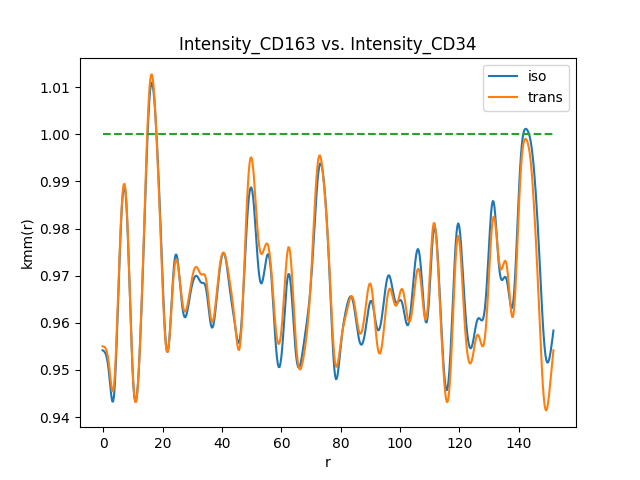 Intensity_CD163 vs. Intensity_CD34
iso
trans
kmm(r)
1.01
1.00
0.99
0.98
0.97
0.96
0.95
0.94
0 20 40 60 80 100 120 140
r